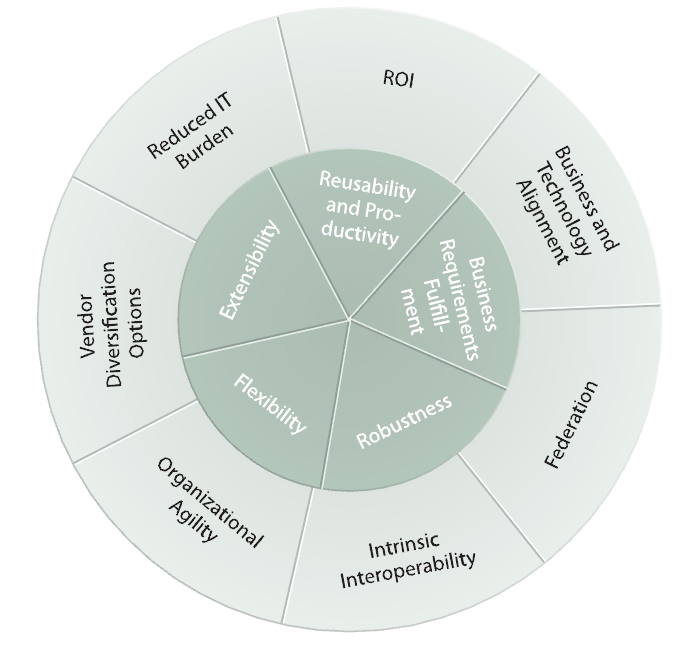 ROI
Business and
Technology
Alignment
Federation
Intrinsic
Interoperability
Organizational
Agility
Vendor
Diversification
Options
Reduced IT
Burden
Reusability
and Pro-
ductivity
Business
Requirements
Fulfill-
ment
Robustness
Flexibility
Extensibility